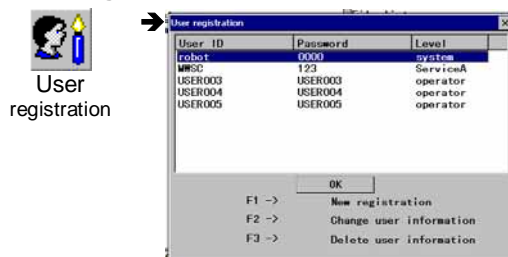 User
registration
User registration
User ID Password Level
robot 0000 system
MWSC 123 ServiceA
USER003 USER003 operator
USER004 USER004 operator
USER005 USER005 operator
OK
F1 -> New registration
F2 -> Change user information
F3 -> Delete user information